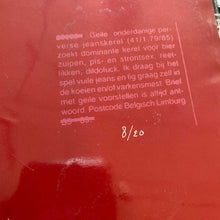 Geile onderdanige per-
verse jeanskerel (41/1.79/65)
zoekt dominante kerel voor bier
zuipen, pis- en strontsex, reet-
likken, dildofuck. Ik draag bij het
spel vuile jeans en lig graag zeil in
de koeien en/of varkensmest. Brief
met geile voorstellen is altijd ant-
woord. Postcode Belgisch Limburg
8/20